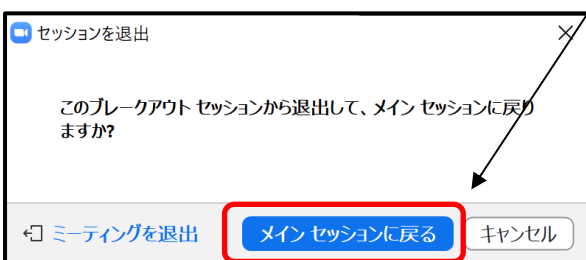 セッションを退出
このブレークアウト セッションから退出して、メイン セッションに戻り
ますか?
ミーティングを退出
メイン セッションに戻る
キャンセル